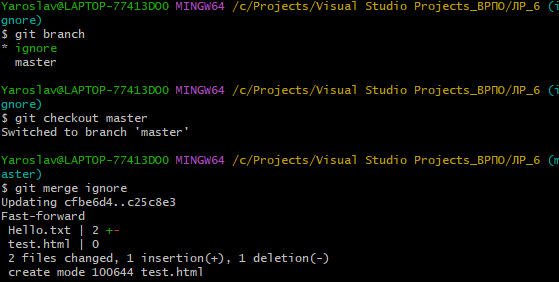 Yaroslav@LAPTOP-77413DOO MINGW64 /c/Projects/Visual Studio Projects_ВРПО/ЛР_6 (i
gnore)
$ git branch
* ignore
  master
Yaroslav@LAPTOP-77413DOO MINGW64 /c/Projects/Visual Studio Projects_ВРПО/ЛР_6 (i
gnore)
$ git checkout master
Switched to branch 'master'
Yaroslav@LAPTOP-77413DOO MINGW64 /c/Projects/Visual Studio Projects_ВРПО/ЛР_6 (m
aster)
$ git merge ignore
Updating cfbe6d4..c25c8e3
Fast-forward
 Hello.txt | 2 +-
 test.html | 0
 2 files changed, 1 insertion(+), 1 deletion(-)
 create mode 100644 test.html